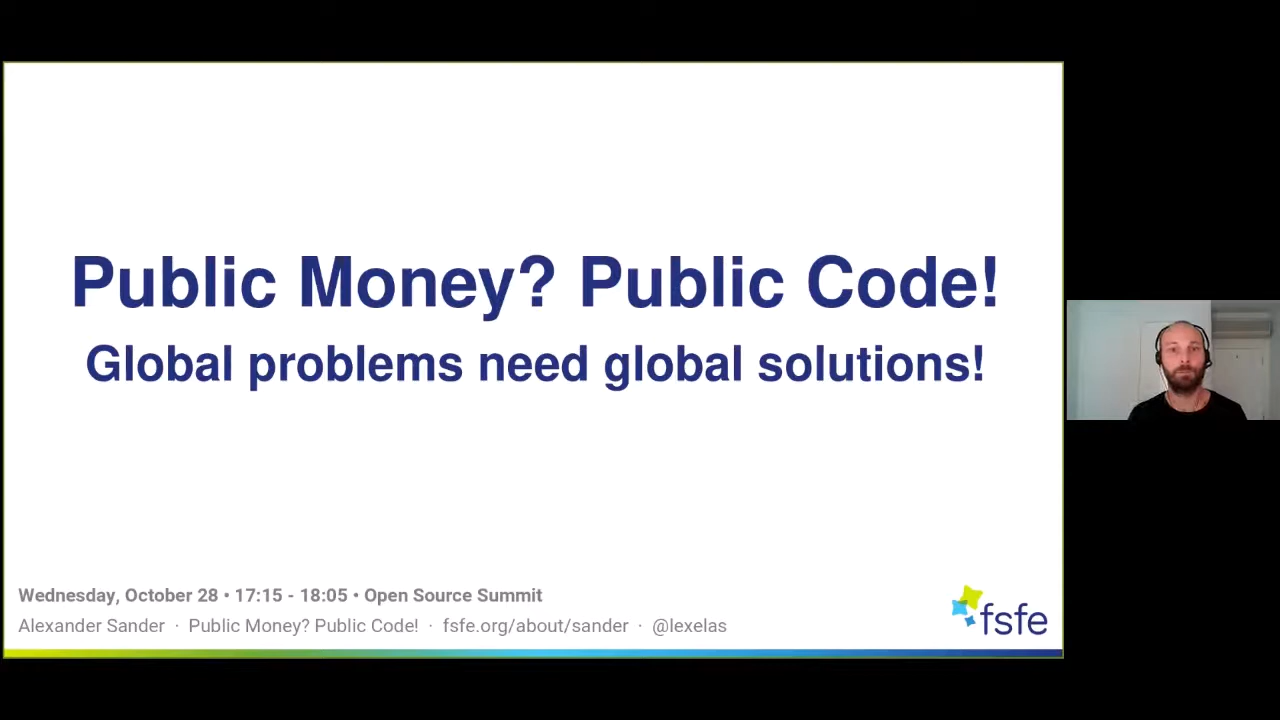 Public Money? Public Code!
Global problems need global solutions!
Wednesday, October 28 • 17:15 - 18:05 • Open Source Summit
Alexander Sander · Public Money? Public Code! · fsfe.org/about/sander · @lexelas
fsfe